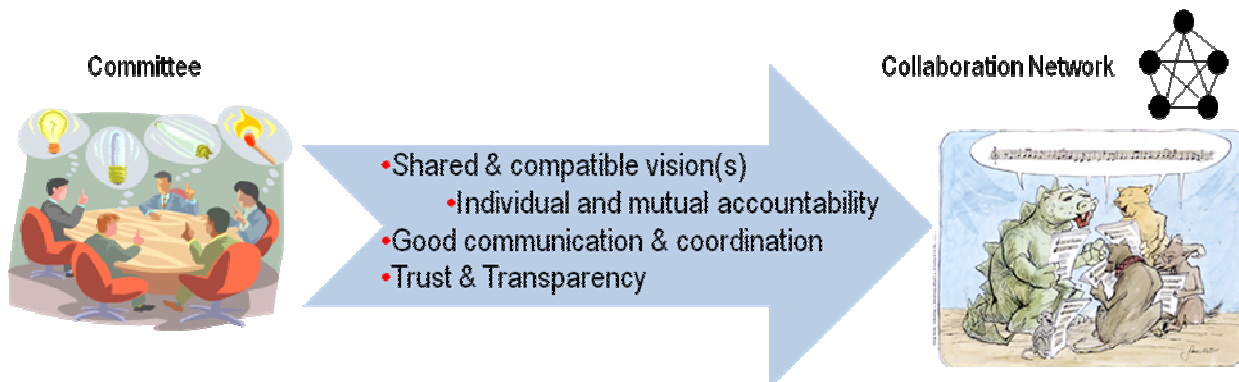 Committee
Collaboration Network
•Shared & compatible vision(s)
•Individual and mutual accountability
•Good communication & coordination
•Trust & Transparency